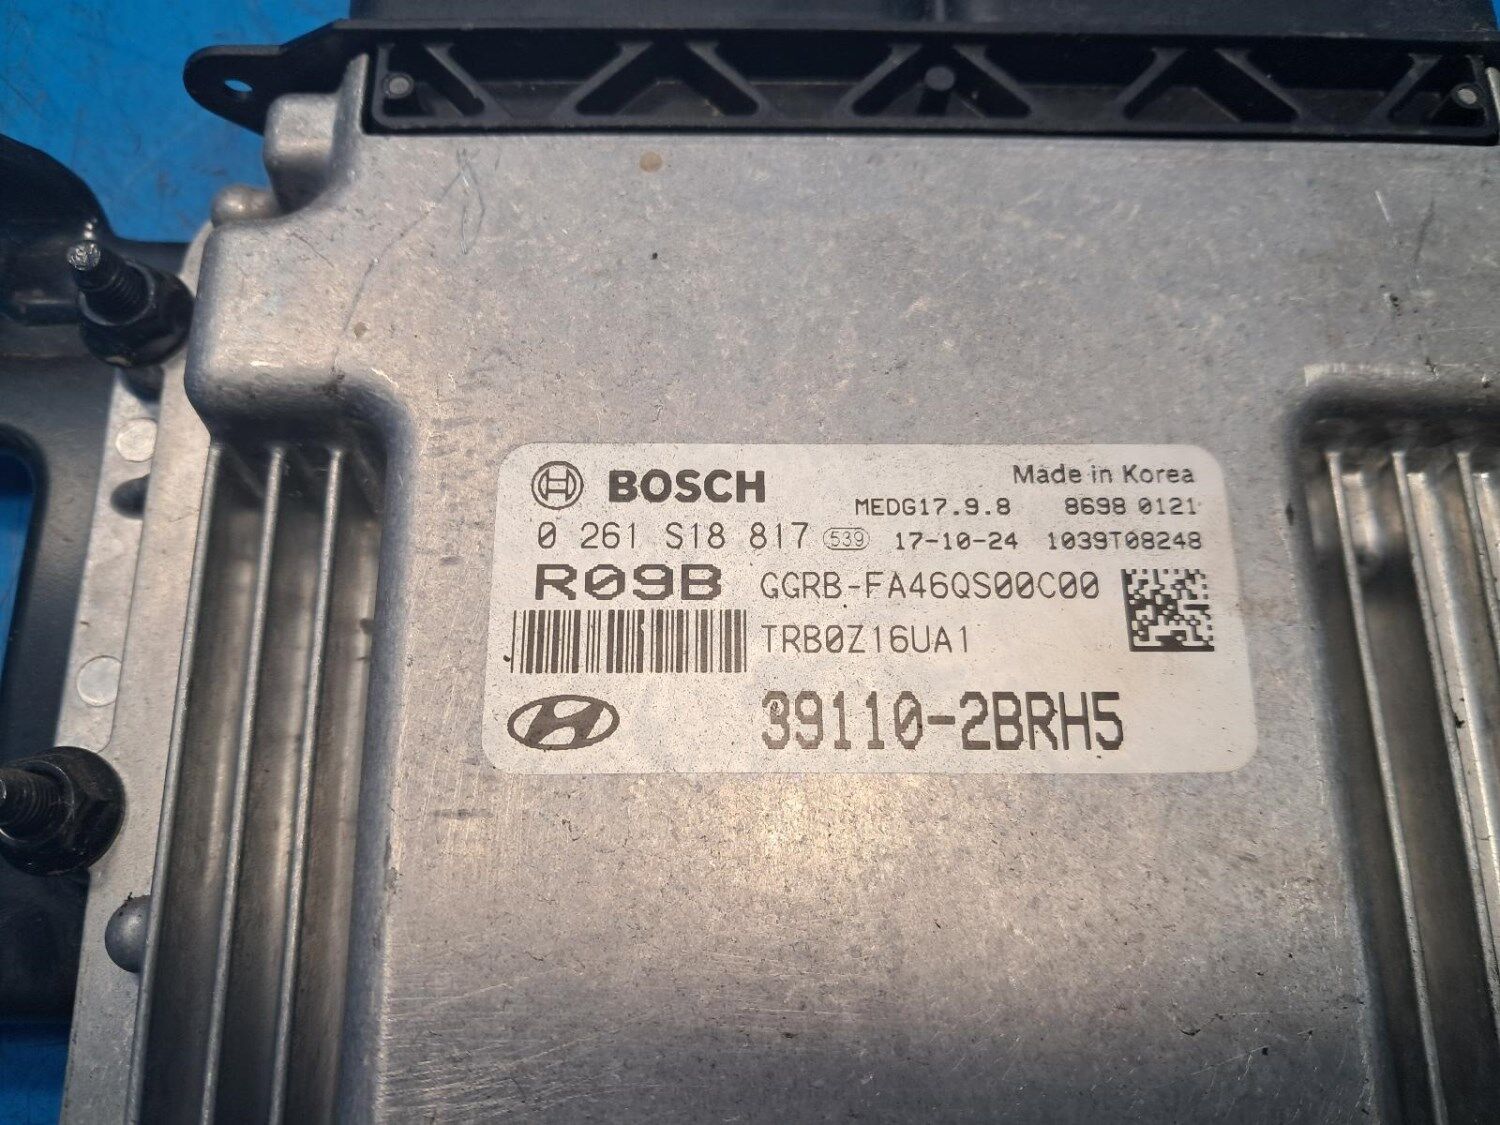 BOSCH
Made in Korea
MEDG17.9.8 8698 0121
0 261 S18 817 539 17-10-24 1039T08248
R09B GGRB-FA46QS00C00
TRB0Z16UA1
39110-2BRH5